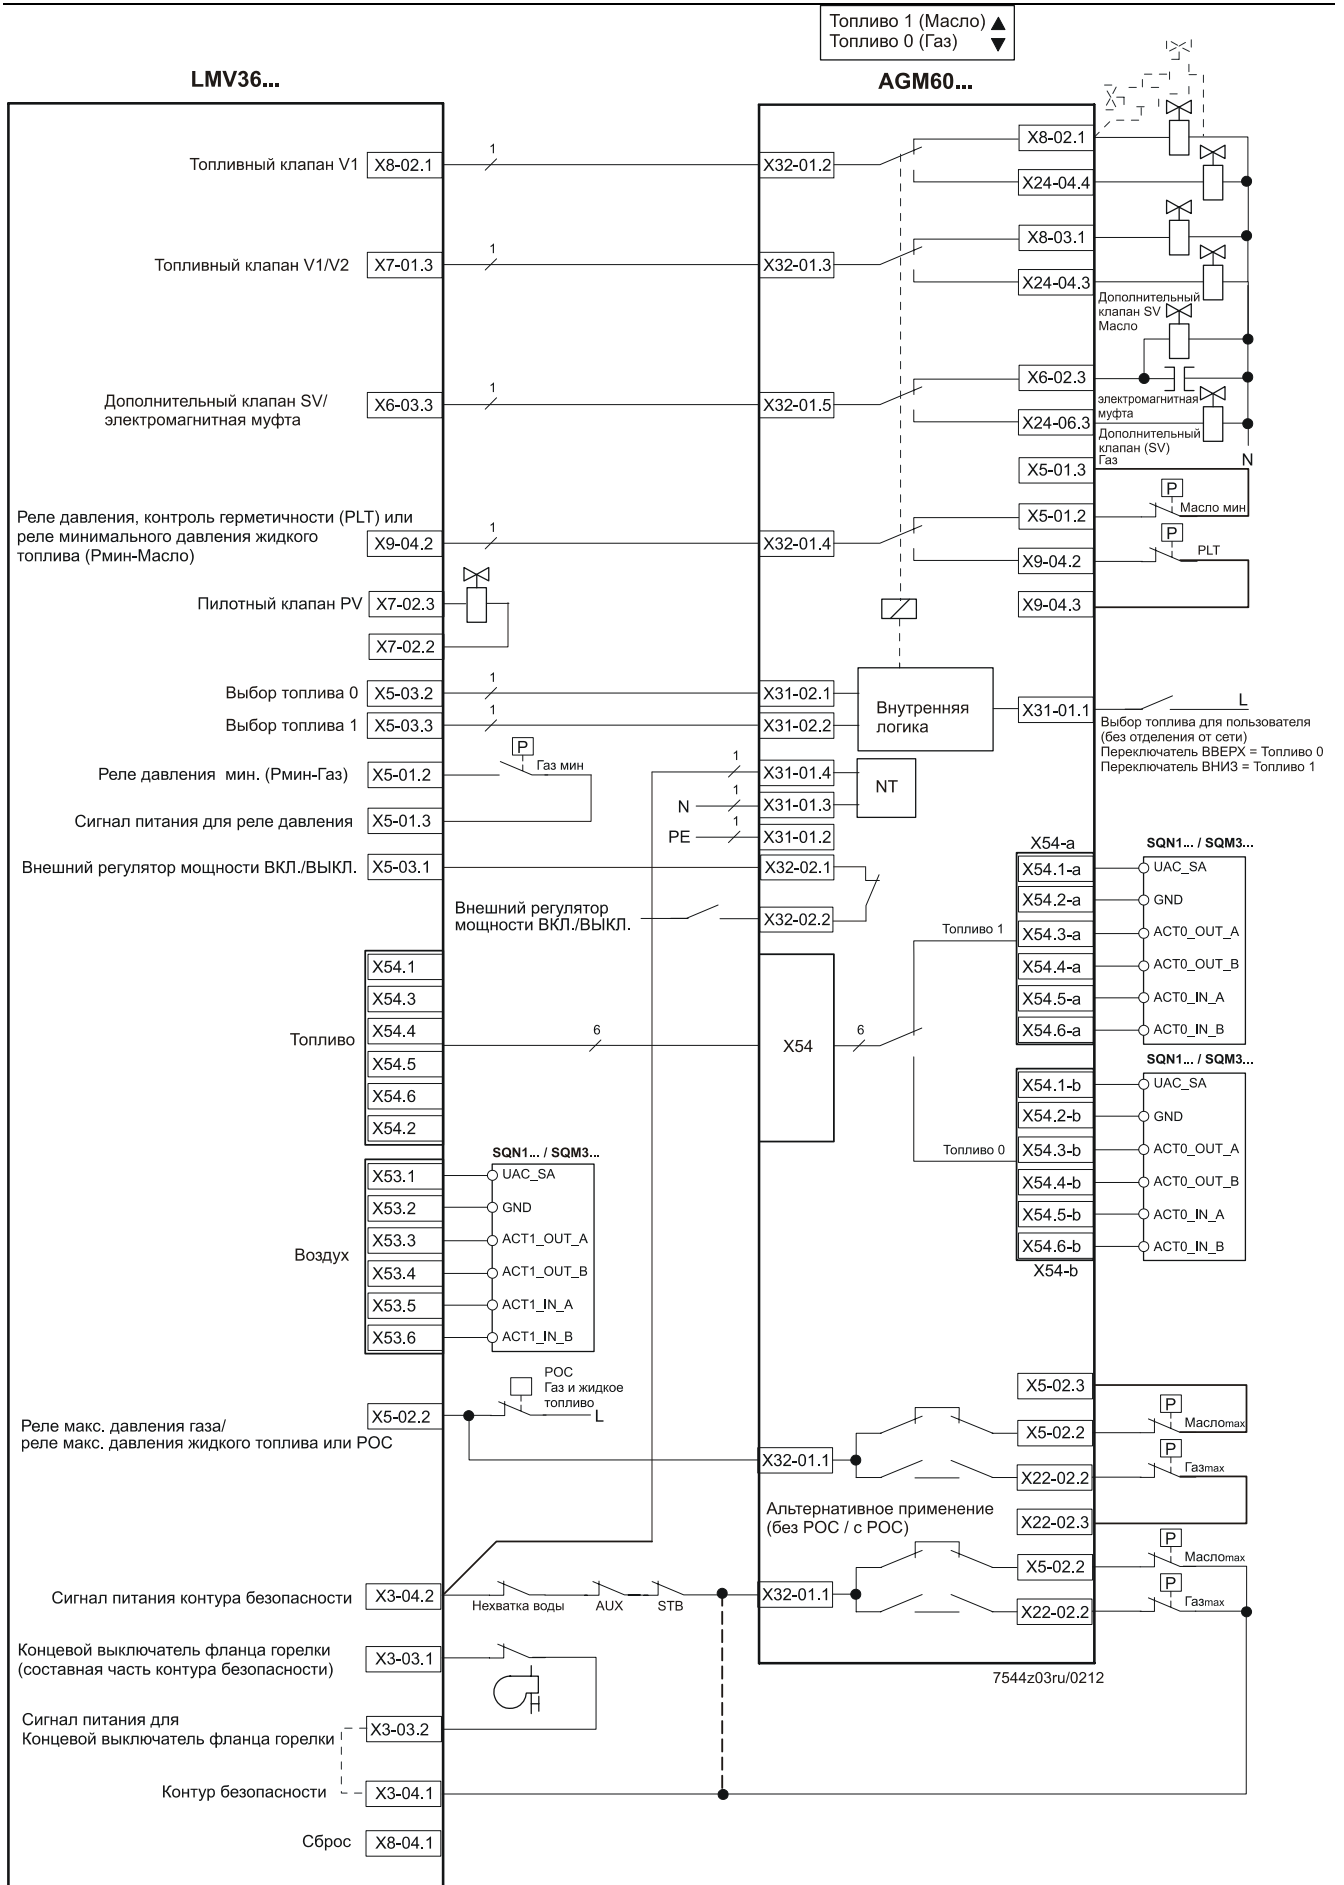 Топливо 1 (Масло) ▲
Топливо 0 (Газ) ▼
LMV36...
AGM60...
Топливный клапан V1
X8-02.1
1
X32-01.2
X8-02.1
X24-04.4
Топливный клапан V1/V2
X7-01.3
1
X32-01.3
X8-03.1
X24-04.3
Дополнительный
клапан SV
Масло
Дополнительный клапан SV/
электромагнитная муфта
X6-03.3
1
X32-01.5
X6-02.3
электромагнитная
муфта
X24-06.3
Дополнительный
клапан (SV)
Газ
N
X5-01.3
P
Реле давления, контроль герметичности (PLT) или
реле минимального давления жидкого
топлива (Рмин-Масло)
X9-04.2
1
X32-01.4
X5-01.2
Масло мин
P
X9-04.2
PLT
X9-04.3
Пилотный клапан PV
X7-02.3
X7-02.2
Выбор топлива 0
X5-03.2
1
X31-02.1
Выбор топлива 1
X5-03.3
1
X31-02.2
Внутренняя
логика
X31-01.1
L
Выбор топлива для пользователя
(без отделения от сети)
Переключатель ВВЕРХ = Топливо 0
Переключатель ВНИЗ = Топливо 1
Реле давления мин. (Рмин-Газ)
X5-01.2
P
Газ мин
1
X31-01.4
NT
N
1
X31-01.3
Сигнал питания для реле давления
X5-01.3
PE
1
X31-01.2
Внешний регулятор мощности ВКЛ./ВЫКЛ.
X5-03.1
X32-02.1
Внешний регулятор
мощности ВКЛ./ВЫКЛ.
X32-02.2
X54-a
SQN1... / SQM3...
X54.1-a
UAC_SA
X54.2-a
GND
Топливо 1
X54.3-a
ACT0_OUT_A
X54.4-a
ACT0_OUT_B
X54.5-a
ACT0_IN_A
X54.6-a
ACT0_IN_B
Топливо
X54.1
X54.3
X54.4
X54.5
X54.6
X54.2
6
X54
6
SQN1... / SQM3...
X54.1-b
UAC_SA
X54.2-b
GND
Топливо 0
X54.3-b
ACT0_OUT_A
X54.4-b
ACT0_OUT_B
X54.5-b
ACT0_IN_A
X54.6-b
ACT0_IN_B
X54-b
Воздух
SQN1... / SQM3...
X53.1
UAC_SA
X53.2
GND
X53.3
ACT1_OUT_A
X53.4
ACT1_OUT_B
X53.5
ACT1_IN_A
X53.6
ACT1_IN_B
Реле макс. давления газа/
реле макс. давления жидкого топлива или POC
X5-02.2
POC
Газ и жидкое
топливо
L
X32-01.1
X5-02.3
X5-02.2
P
Маслоmax
X22-02.2
P
Газmax
X22-02.3
Альтернативное применение
(без POC / с POC)
Сигнал питания контура безопасности
X3-04.2
Нехватка воды
AUX
STB
X32-01.1
X5-02.2
P
Маслоmax
X22-02.2
P
Газmax
Концевой выключатель фланца горелки
(составная часть контура безопасности)
X3-03.1
7544z03ru/0212
Сигнал питания для
Концевой выключатель фланца горелки
X3-03.2
Контур безопасности
X3-04.1
Сброс
X8-04.1